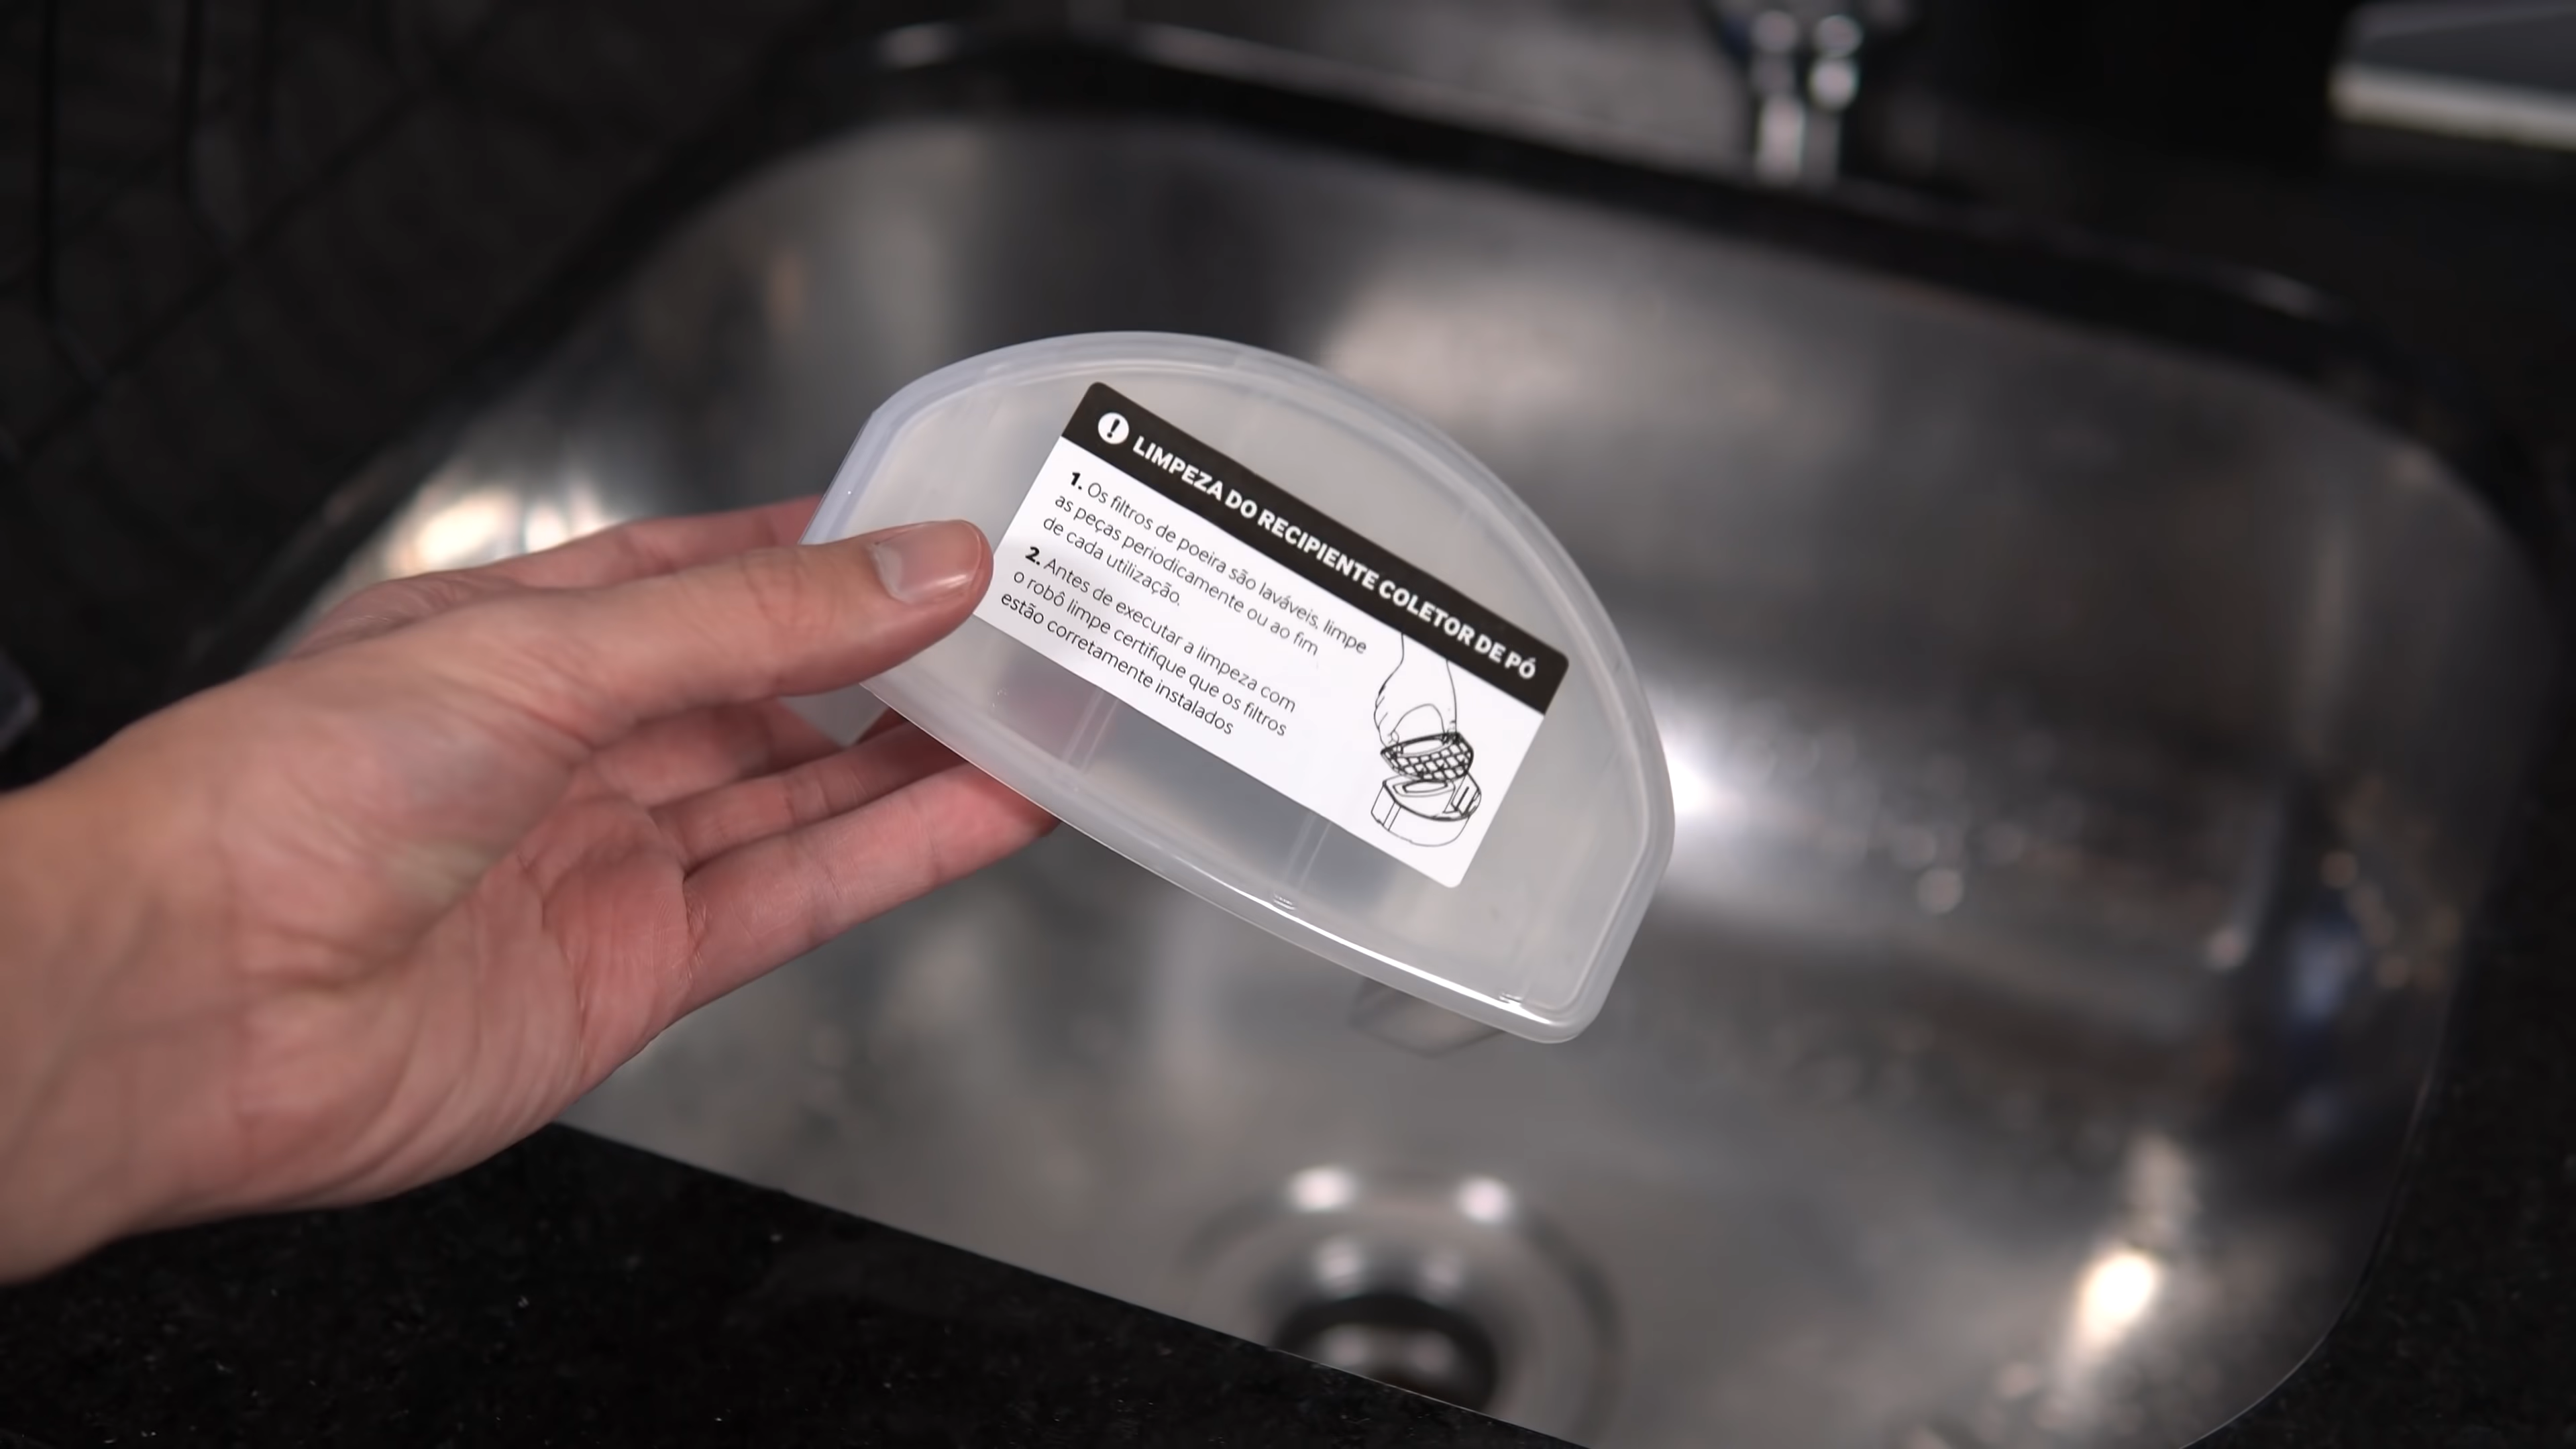 ! LIMPEZA DO RECIPIENTE COLETOR DE PÓ
1. Os filtros de poeira são laváveis, limpe
as peças periodicamente ou ao fim
de cada utilização.
2. Antes de executar a limpeza com
o robô limpe certifique que os filtros
estão corretamente instalados